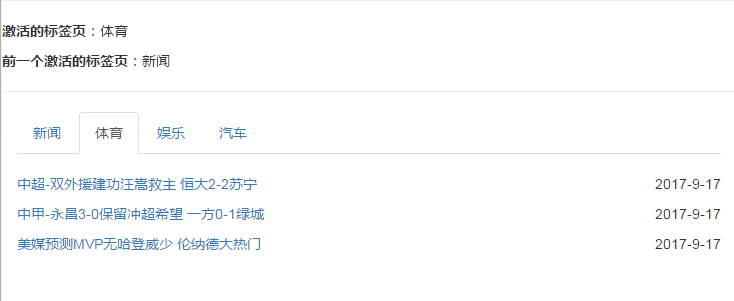 激活的标签页：体育
前一个激活的标签页：新闻
新闻 体育 娱乐 汽车
中超-双外援建功汪嵩救主 恒大2-2苏宁 2017-9-17
中甲-永昌3-0保留冲超希望 一方0-1绿城 2017-9-17
美媒预测MVP无哈登威少 伦纳德大热门 2017-9-17